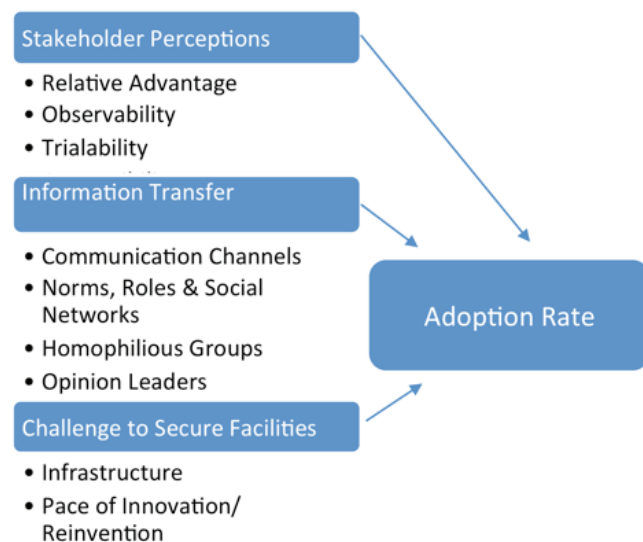 Stakeholder Perceptions
• Relative Advantage
• Observability
• Trialability
Information Transfer
• Communication Channels
• Norms, Roles & Social
Networks
• Homophilious Groups
• Opinion Leaders
Adoption Rate
Challenge to Secure Facilities
• Infrastructure
• Pace of Innovation/
Reinvention